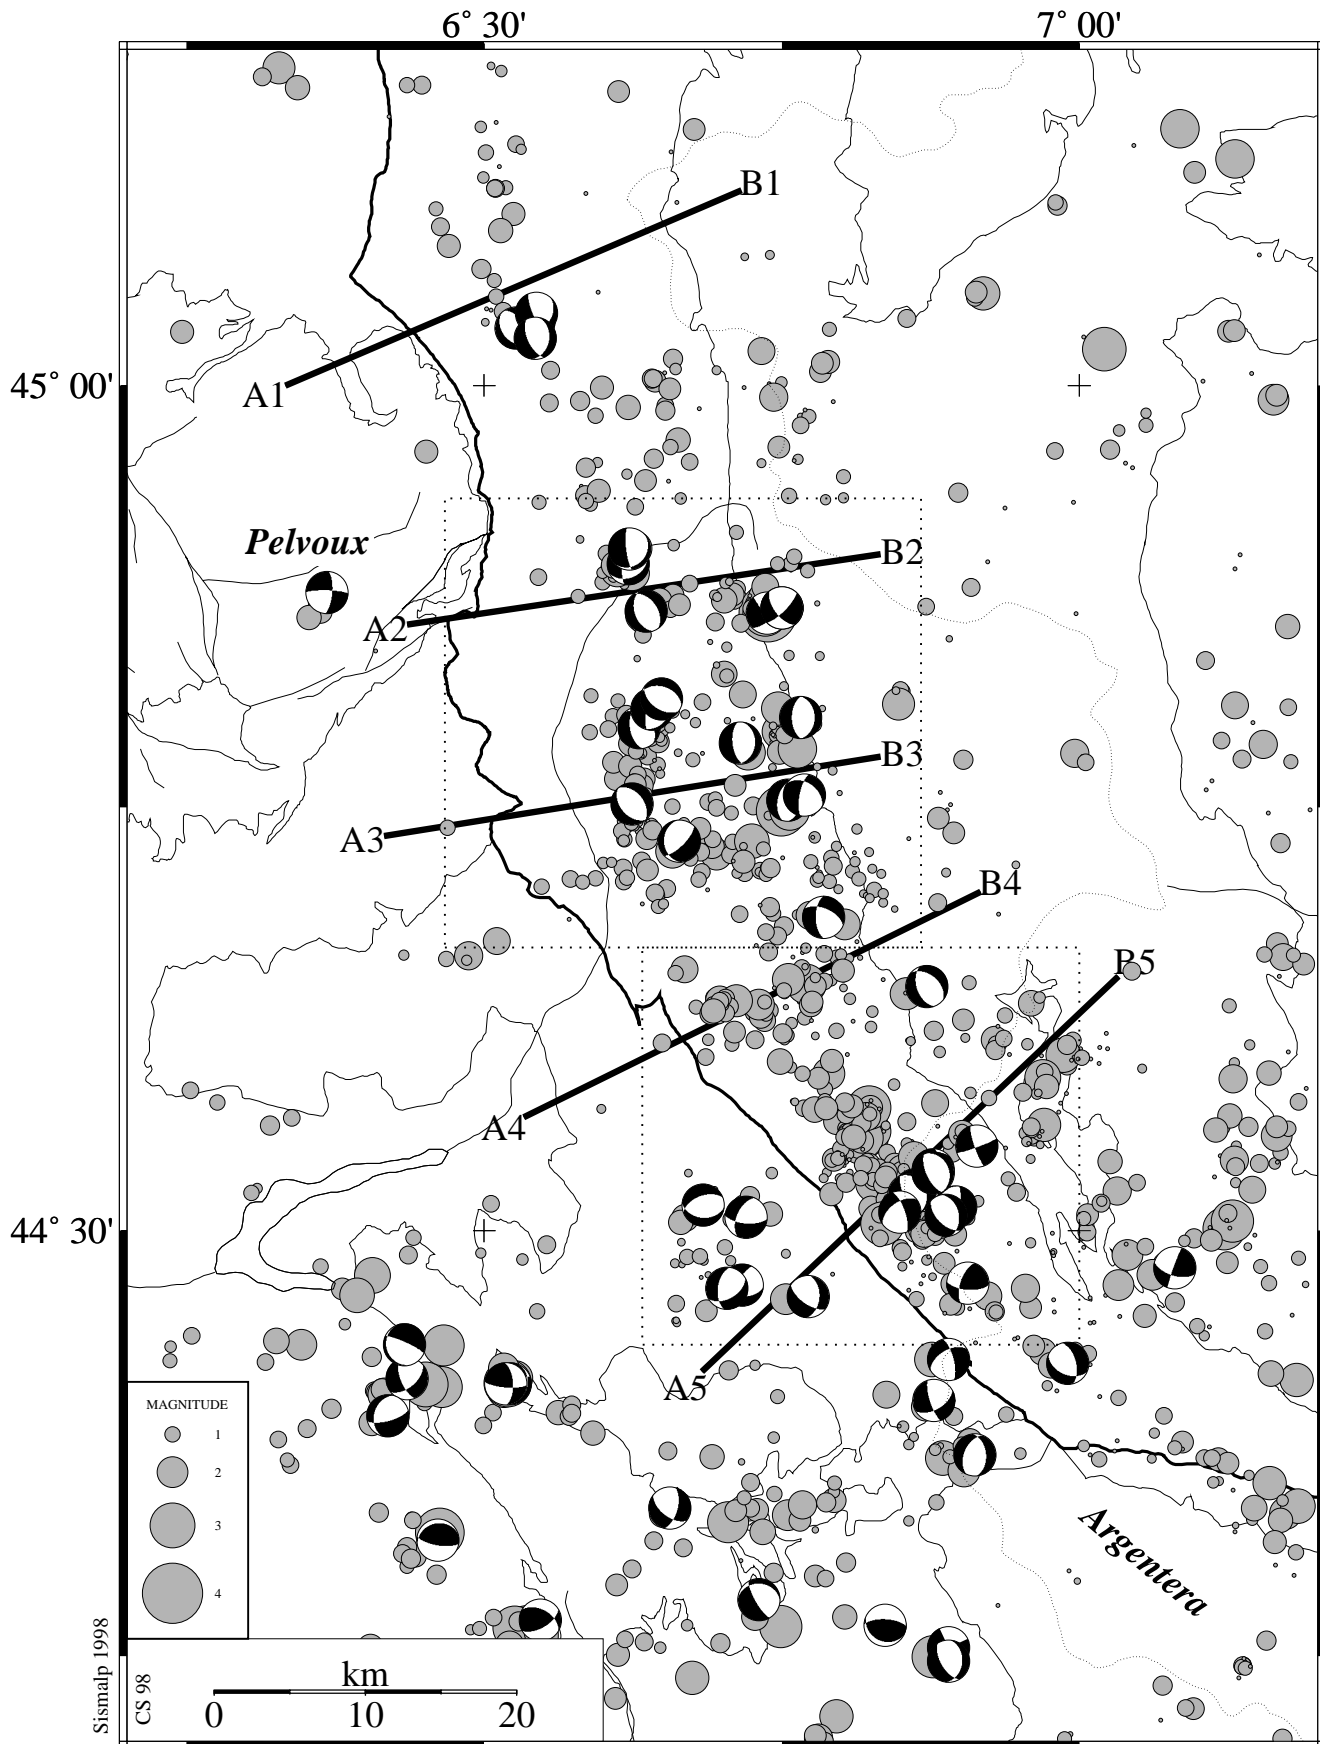 6° 30' 7° 00'
B1
45° 00'
A1
Pelvoux
B2
A2
B3
A3
B4
B5
A4
44° 30'
A5
MAGNITUDE
1
2
3
4
Argentera
Sismalp 1998
CS 98
km
0 10 20